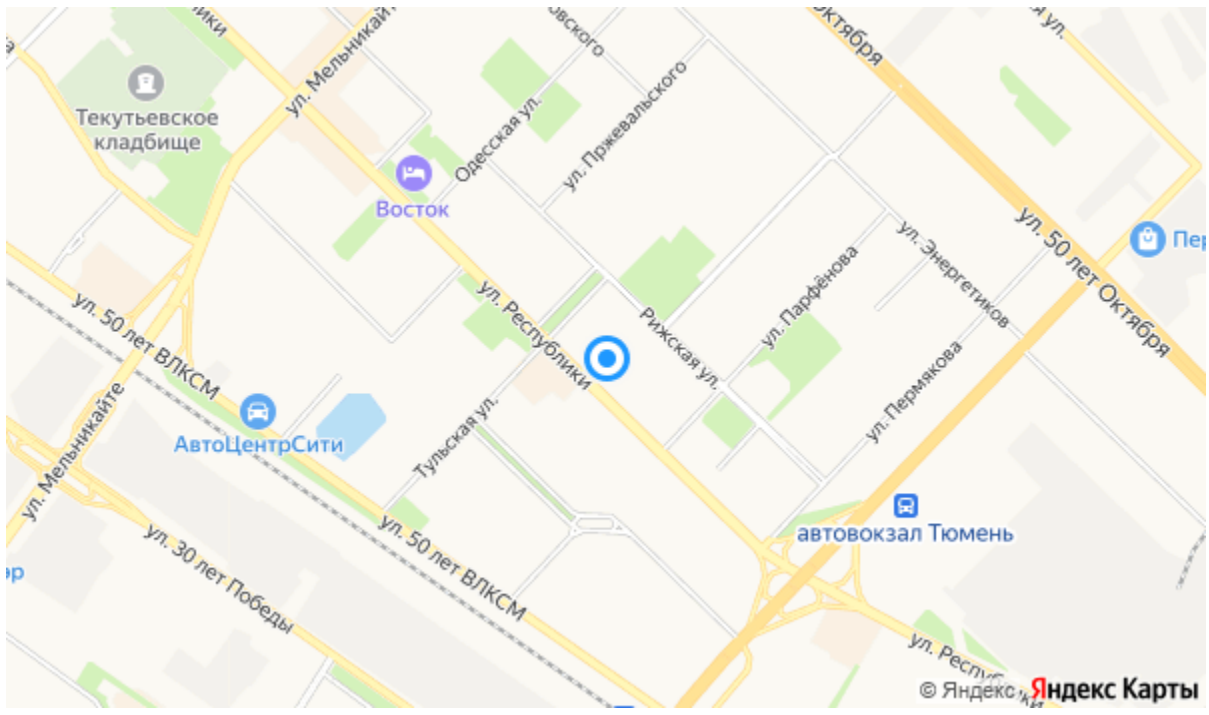 ул. Мельникайте
Октября
ул.
Текутьевское
кладбище
Одесская ул.
ул. Пржевальского
Восток
ул. 50 лет Октября
ул. Энергетиков
ул. Парфёнова
ул. Республики
Рижская ул.
ул. 50 лет ВЛКСМ
ул. Пермякова
АвтоЦентрСити
Тульская ул.
ул. Мельникайте
автовокзал Тюмень
ул. 50 лет ВЛКСМ
ул. 30 лет Победы
ул. Республики
© Яндекс Яндекс Карты